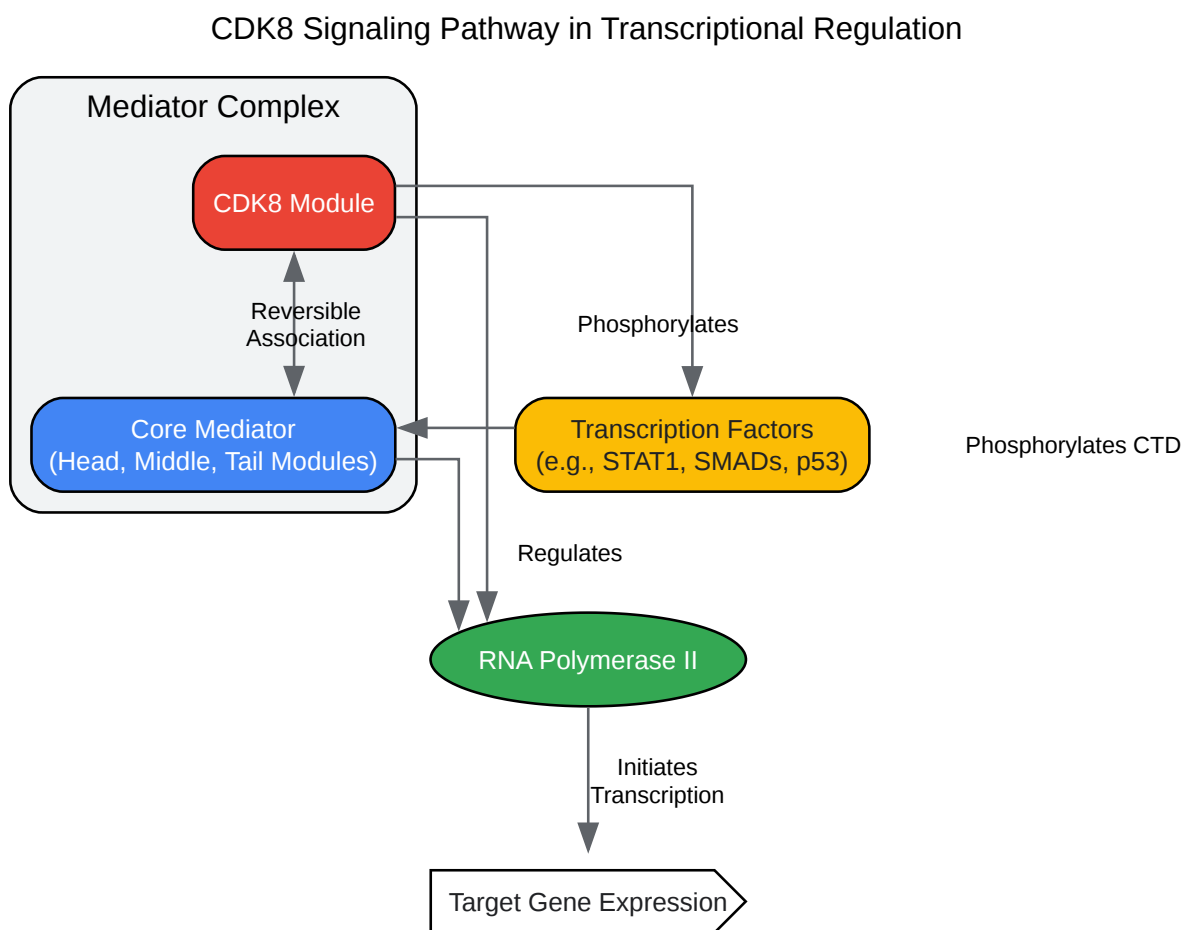 CDK8 Signaling Pathway in Transcriptional Regulation
Mediator Complex
CDK8 Module
Reversible
Association
Phosphorylates
Core Mediator
(Head, Middle, Tail Modules)
Transcription Factors
(e.g., STAT1, SMADs, p53)
Phosphorylates CTD
Regulates
RNA Polymerase II
Initiates
Transcription
Target Gene Expression